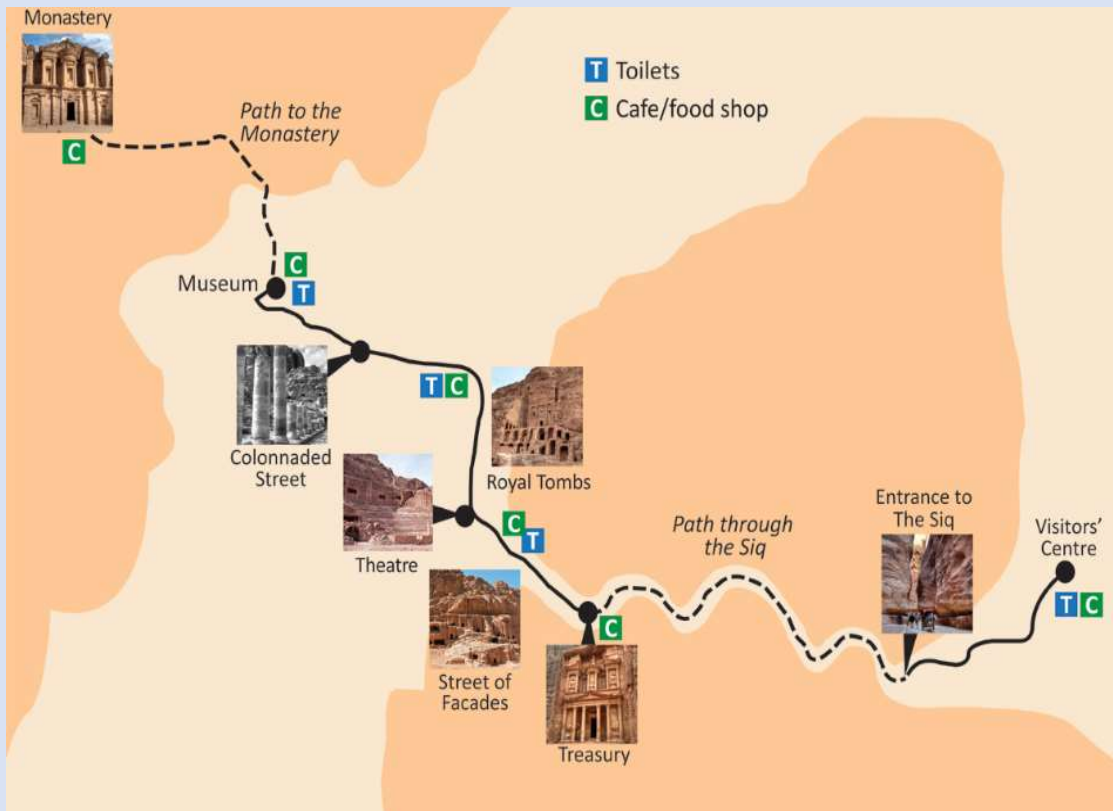 Monastery
T Toilets
C Cafe/food shop
Path to the
Monastery
C
C
Museum
T
T C
Colonnaded
Street
Royal Tombs
Entrance to
The Siq
Visitors'
Centre
Path through
the Siq
C
T
Theatre
T C
C
Street of
Facades
Treasury